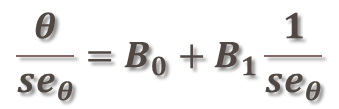 θ/se_θ = B_0 + B_1 1/se_θ